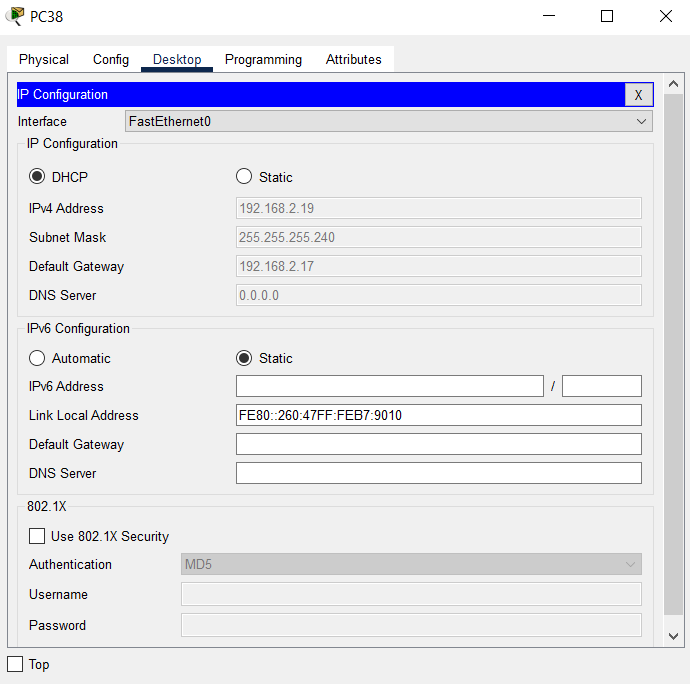 PC38
Physical Config Desktop Programming Attributes
IP Configuration X
Interface FastEthernet0
IP Configuration
DHCP Static
IPv4 Address 192.168.2.19
Subnet Mask 255.255.255.240
Default Gateway 192.168.2.17
DNS Server 0.0.0.0
IPv6 Configuration
Automatic Static
IPv6 Address /
Link Local Address FE80::260:47FF:FEB7:9010
Default Gateway
DNS Server
802.1X
Use 802.1X Security
Authentication MD5
Username
Password
Top